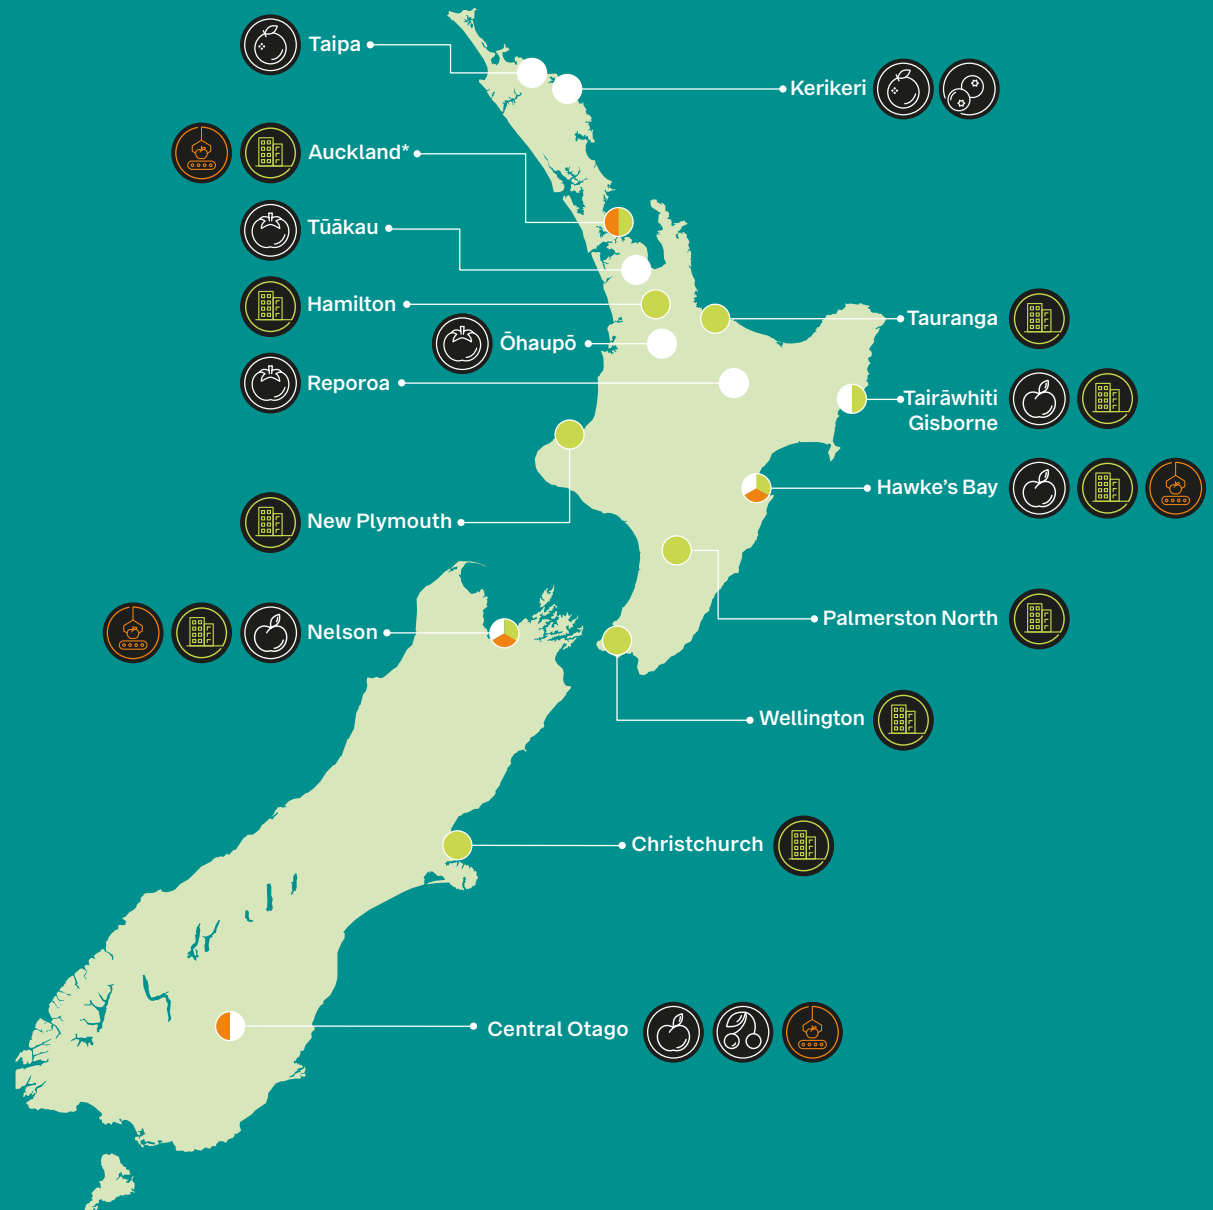 Taipa
Kerikeri
Auckland*
Tūākau
Hamilton
Tauranga
Ōhaupō
Reporoa
Tairāwhiti
Gisborne
Hawke's Bay
New Plymouth
Palmerston North
Nelson
Wellington
Christchurch
Central Otago